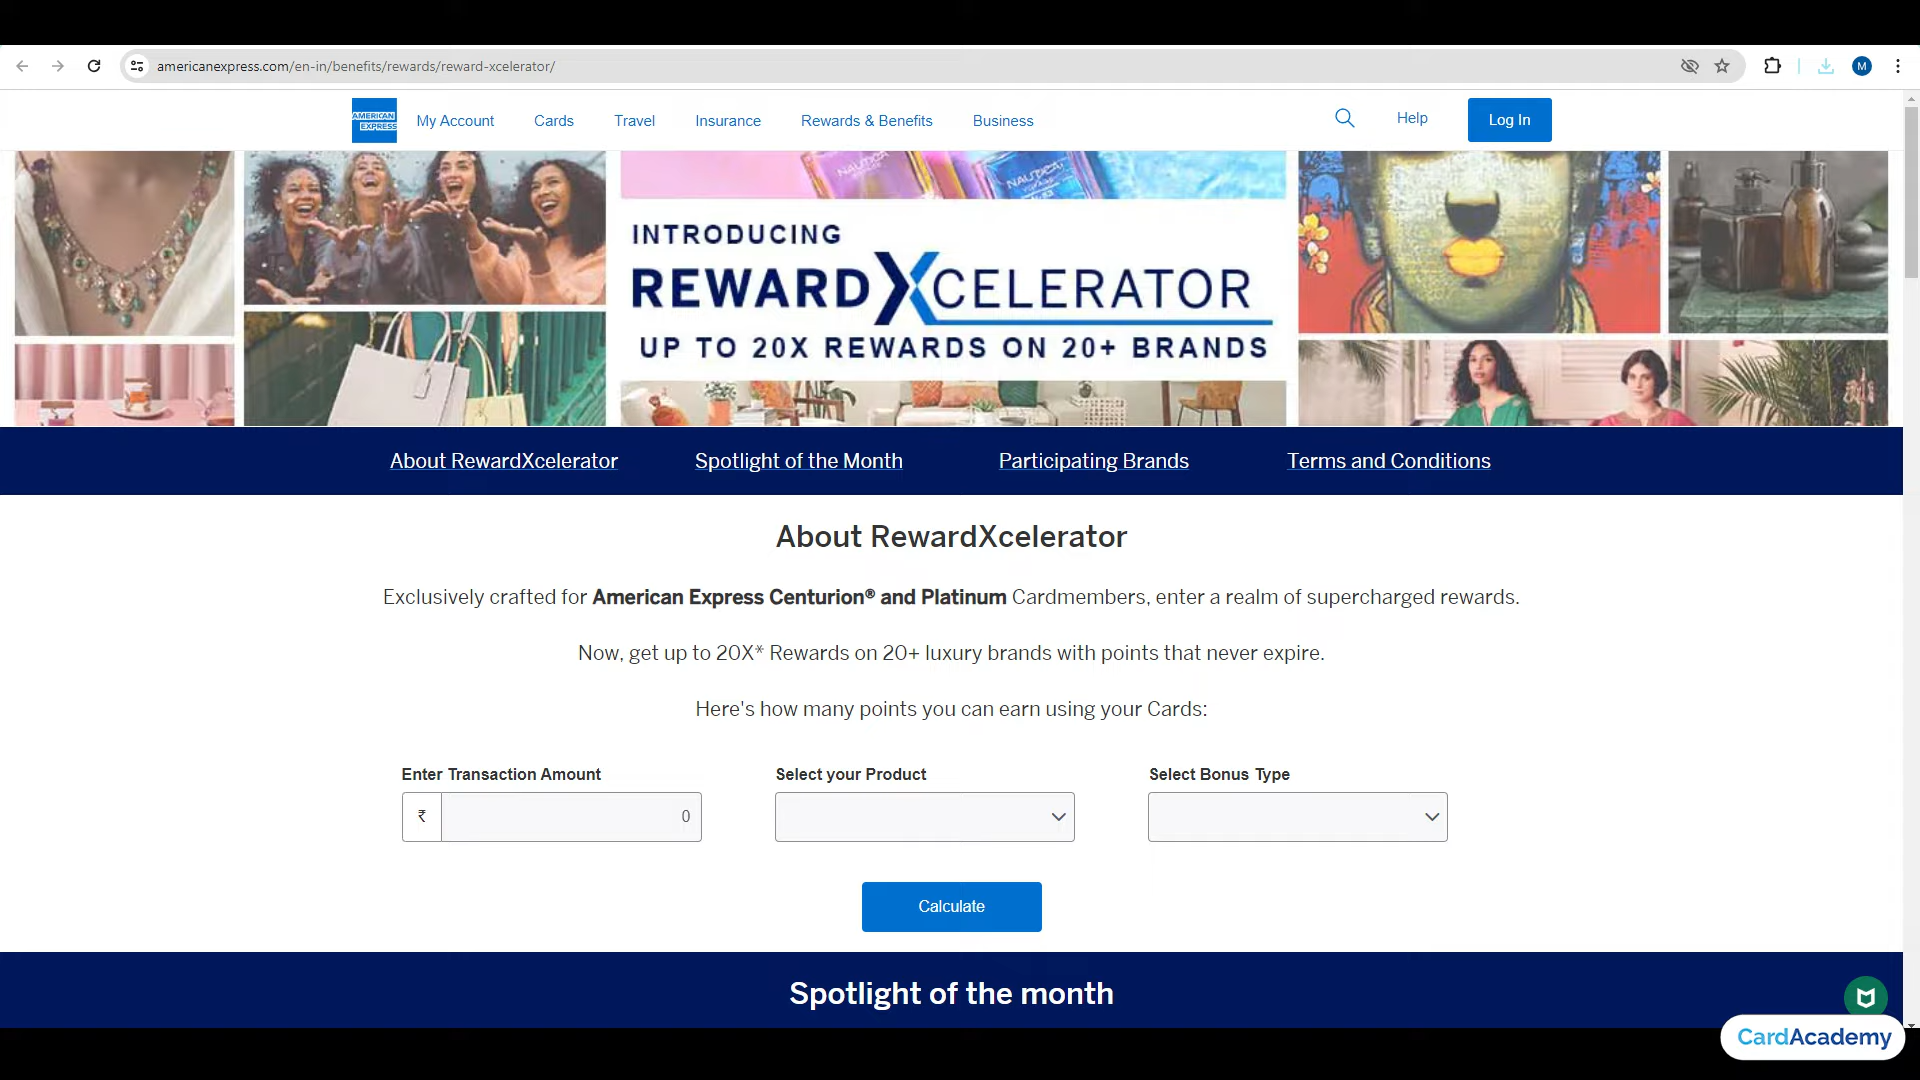 americanexpress.com/en-in/benefits/rewards/reward-xcelerator/
M
AMERICAN
EXPRESS
My Account
Cards
Travel
Insurance
Rewards & Benefits
Business
Help
Log In
NAUTICA
NAUTICA
INTRODUCING
REWARDXCELERATOR
UP TO 20X REWARDS ON 20+ BRANDS
About RewardXcelerator
Spotlight of the Month
Participating Brands
Terms and Conditions
About RewardXcelerator
Exclusively crafted for American Express Centurion® and Platinum Cardmembers, enter a realm of supercharged rewards.
Now, get up to 20X* Rewards on 20+ luxury brands with points that never expire.
Here's how many points you can earn using your Cards:
Enter Transaction Amount
Select your Product
Select Bonus Type
₹ 0
Calculate
Spotlight of the month
CardAcademy